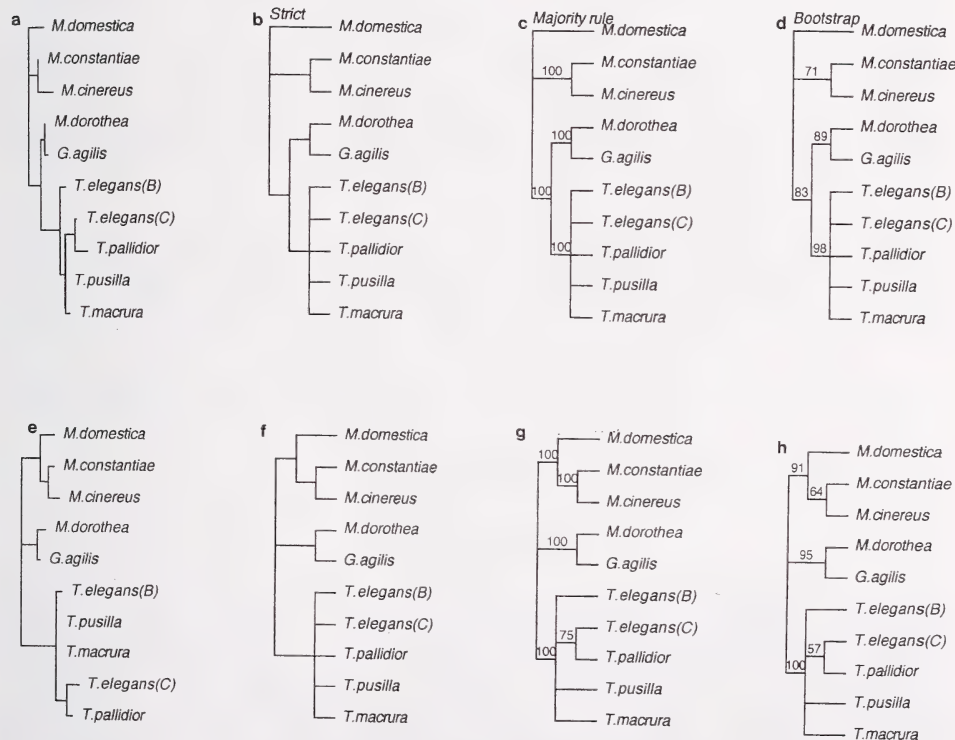 a
M.domestica
M.constantiae
M.cinereus
M.dorothea
G.agilis
T.elegans(B)
T.elegans(C)
T.pallidior
T.pusilla
T.macrura
b
Strict
M.domestica
M.constantiae
M.cinereus
M.dorothea
G.agilis
T.elegans(B)
T.elegans(C)
T.pallidior
T.pusilla
T.macrura
c
Majority rule
M.domestica
100
M.constantiae
M.cinereus
100
M.dorothea
G.agilis
100
T.elegans(B)
T.elegans(C)
100
T.pallidior
T.pusilla
T.macrura
d
Bootstrap
M.domestica
71
M.constantiae
M.cinereus
89
M.dorothea
G.agilis
83
T.elegans(B)
T.elegans(C)
98
T.pallidior
T.pusilla
T.macrura
e
M.domestica
M.constantiae
M.cinereus
M.dorothea
G.agilis
T.elegans(B)
T.pusilla
T.macrura
T.elegans(C)
T.pallidior
f
M.domestica
M.constantiae
M.cinereus
M.dorothea
G.agilis
T.elegans(B)
T.elegans(C)
T.pallidior
T.pusilla
T.macrura
g
M.domestica
100
M.constantiae
100
M.cinereus
M.dorothea
100
G.agilis
T.elegans(B)
T.elegans(C)
75
T.pallidior
100
T.pusilla
T.macrura
h
M.domestica
91
M.constantiae
64
M.cinereus
M.dorothea
95
G.agilis
T.elegans(B)
T.elegans(C)
57
T.pallidior
100
T.pusilla
T.macrura